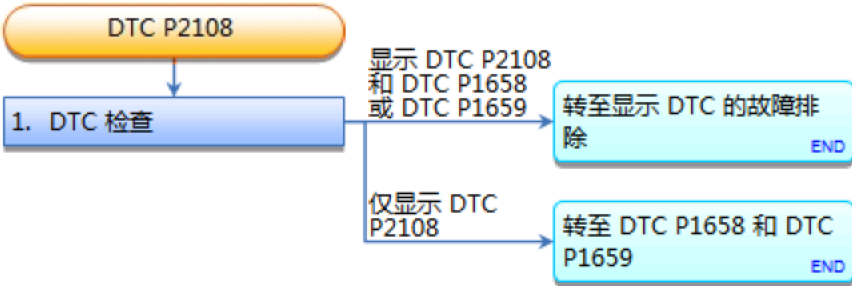 DTC P2108
1. DTC 检查
显示 DTC P2108
和 DTC P1658
或 DTC P1659
转至显示 DTC 的故障排
除
END
仅显示 DTC
P2108
转至 DTC P1658 和 DTC
P1659
END